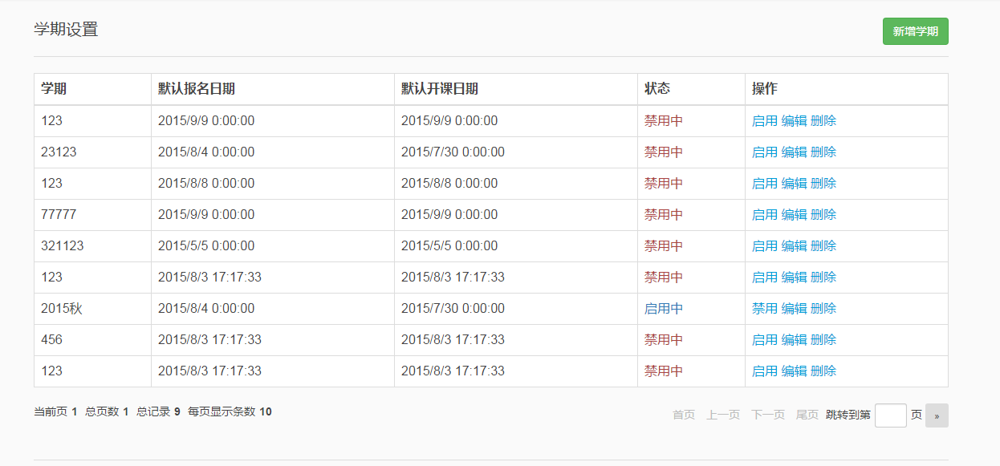 学期设置
新增学期
学期 默认报名日期 默认开课日期 状态 操作
123 2015/9/9 0:00:00 2015/9/9 0:00:00 禁用中 启用 编辑 删除
23123 2015/8/4 0:00:00 2015/7/30 0:00:00 禁用中 启用 编辑 删除
123 2015/8/8 0:00:00 2015/8/8 0:00:00 禁用中 启用 编辑 删除
77777 2015/9/9 0:00:00 2015/9/9 0:00:00 禁用中 启用 编辑 删除
321123 2015/5/5 0:00:00 2015/5/5 0:00:00 禁用中 启用 编辑 删除
123 2015/8/3 17:17:33 2015/8/3 17:17:33 禁用中 启用 编辑 删除
2015秋 2015/8/4 0:00:00 2015/7/30 0:00:00 启用中 禁用 编辑 删除
456 2015/8/3 17:17:33 2015/8/3 17:17:33 禁用中 启用 编辑 删除
123 2015/8/3 17:17:33 2015/8/3 17:17:33 禁用中 启用 编辑 删除
当前页 1 总页数 1 总记录 9 每页显示条数 10
首页 上一页 下一页 尾页 跳转到第 页 »